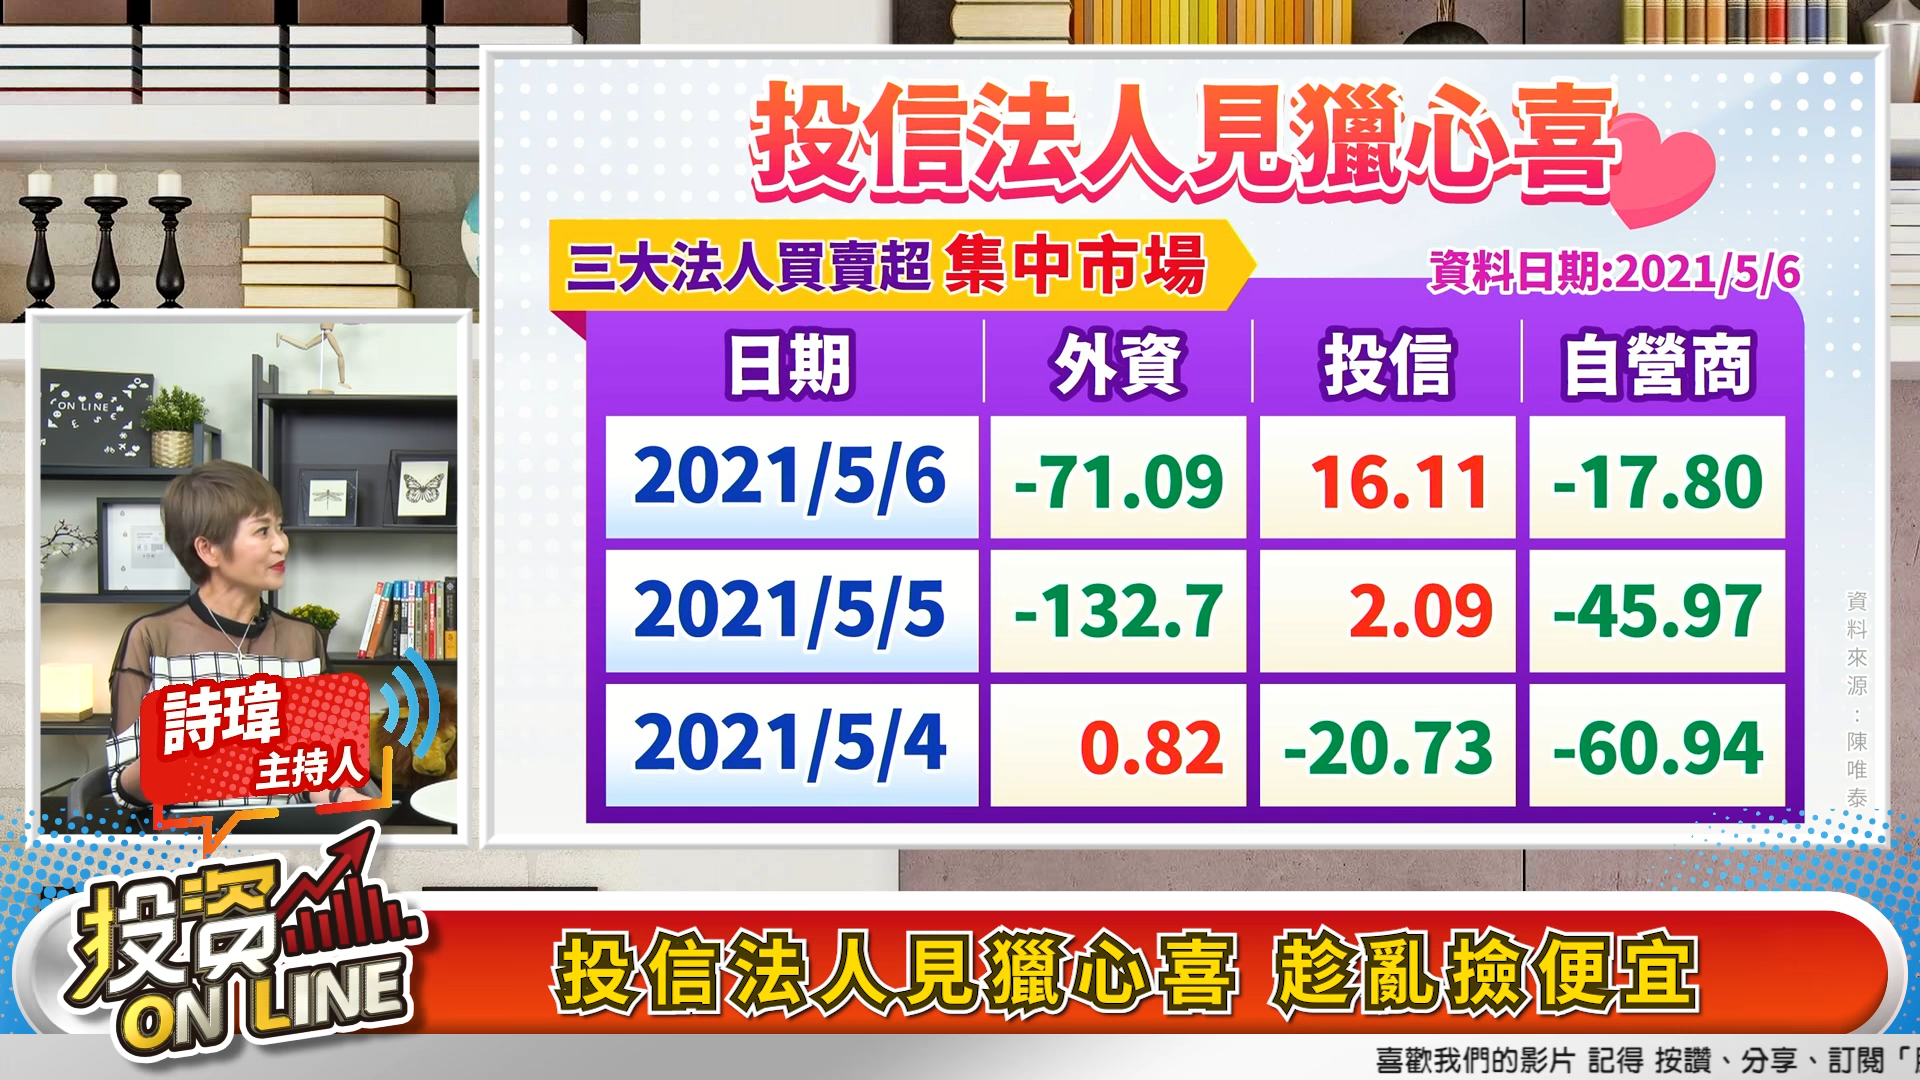 投信法人見獵心喜
三大法人買賣超 集中市場
資料日期:2021/5/6
日期 外資 投信 自營商
2021/5/6 -71.09 16.11 -17.80
2021/5/5 -132.7 2.09 -45.97
2021/5/4 0.82 -20.73 -60.94
資料來源:陳唯泰
ON LINE
詩瑋
主持人
投資
ON LINE
投信法人見獵心喜 趁亂撿便宜
喜歡我們的影片 記得 按讚、分享、訂閱「